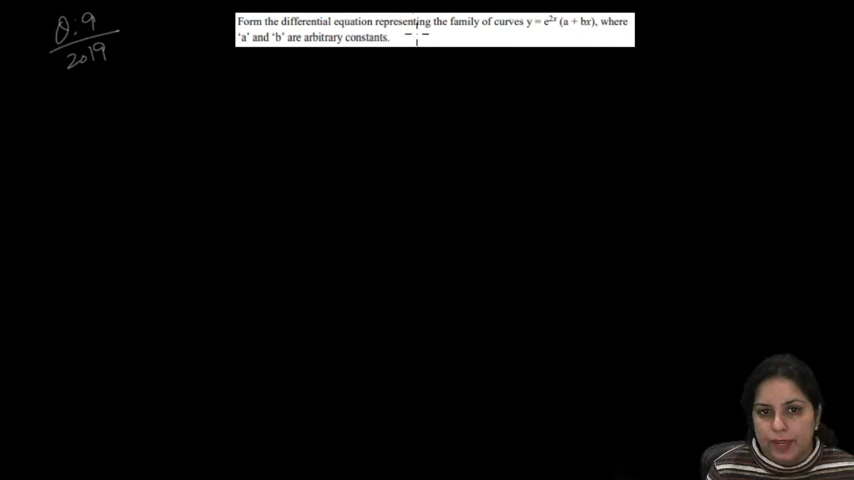 Q.9
2019
Form the differential equation representing the family of curves y = e²ˣ (a + bx), where
‘a’ and ‘b’ are arbitrary constants.